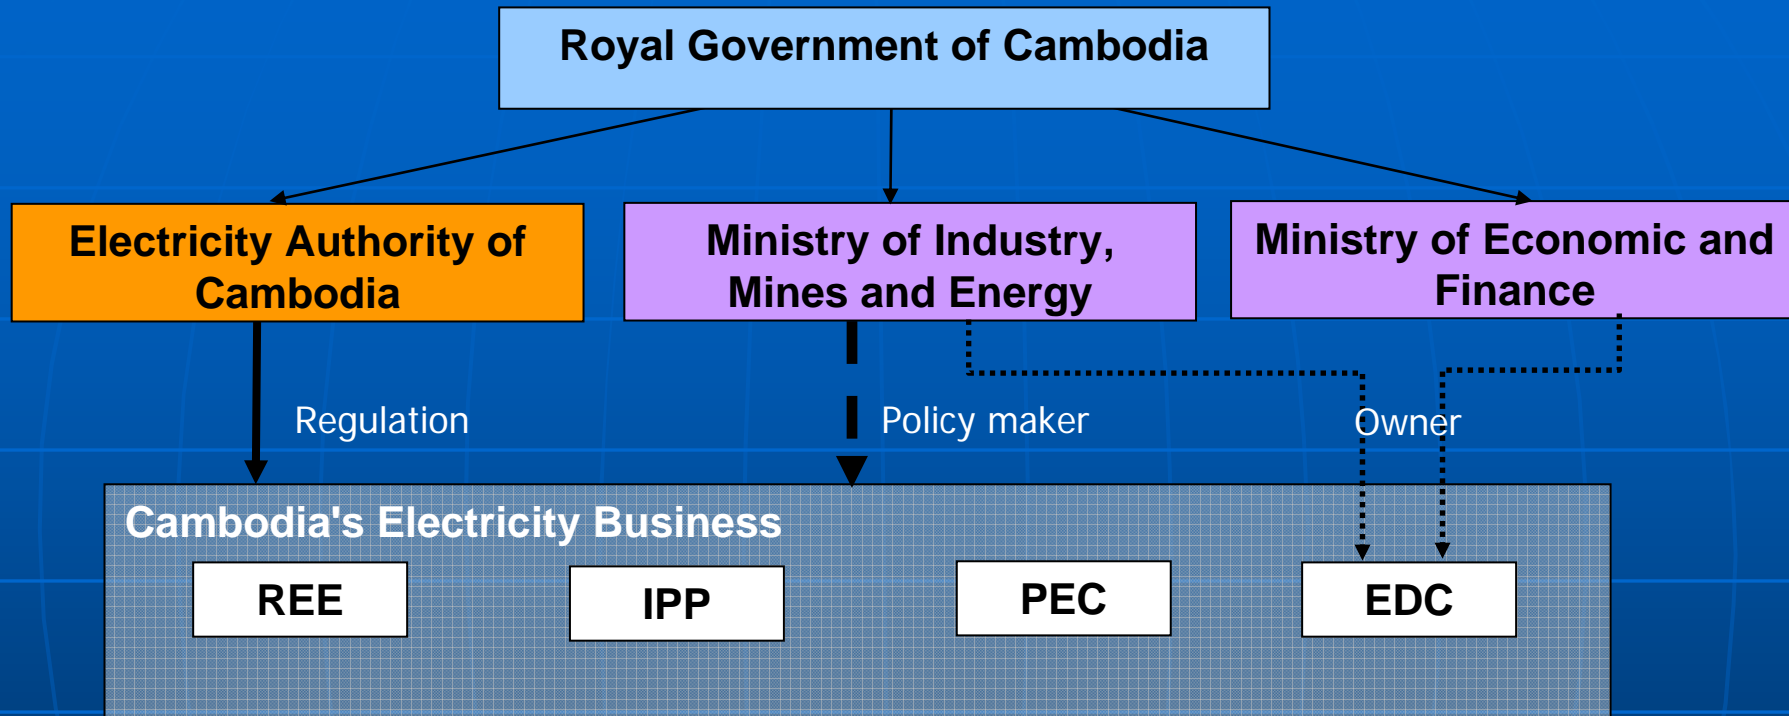 Royal Government of Cambodia
Electricity Authority of
Cambodia
Ministry of Industry,
Mines and Energy
Ministry of Economic and
Finance
Regulation
Policy maker
Owner
Cambodia's Electricity Business
REE
IPP
PEC
EDC